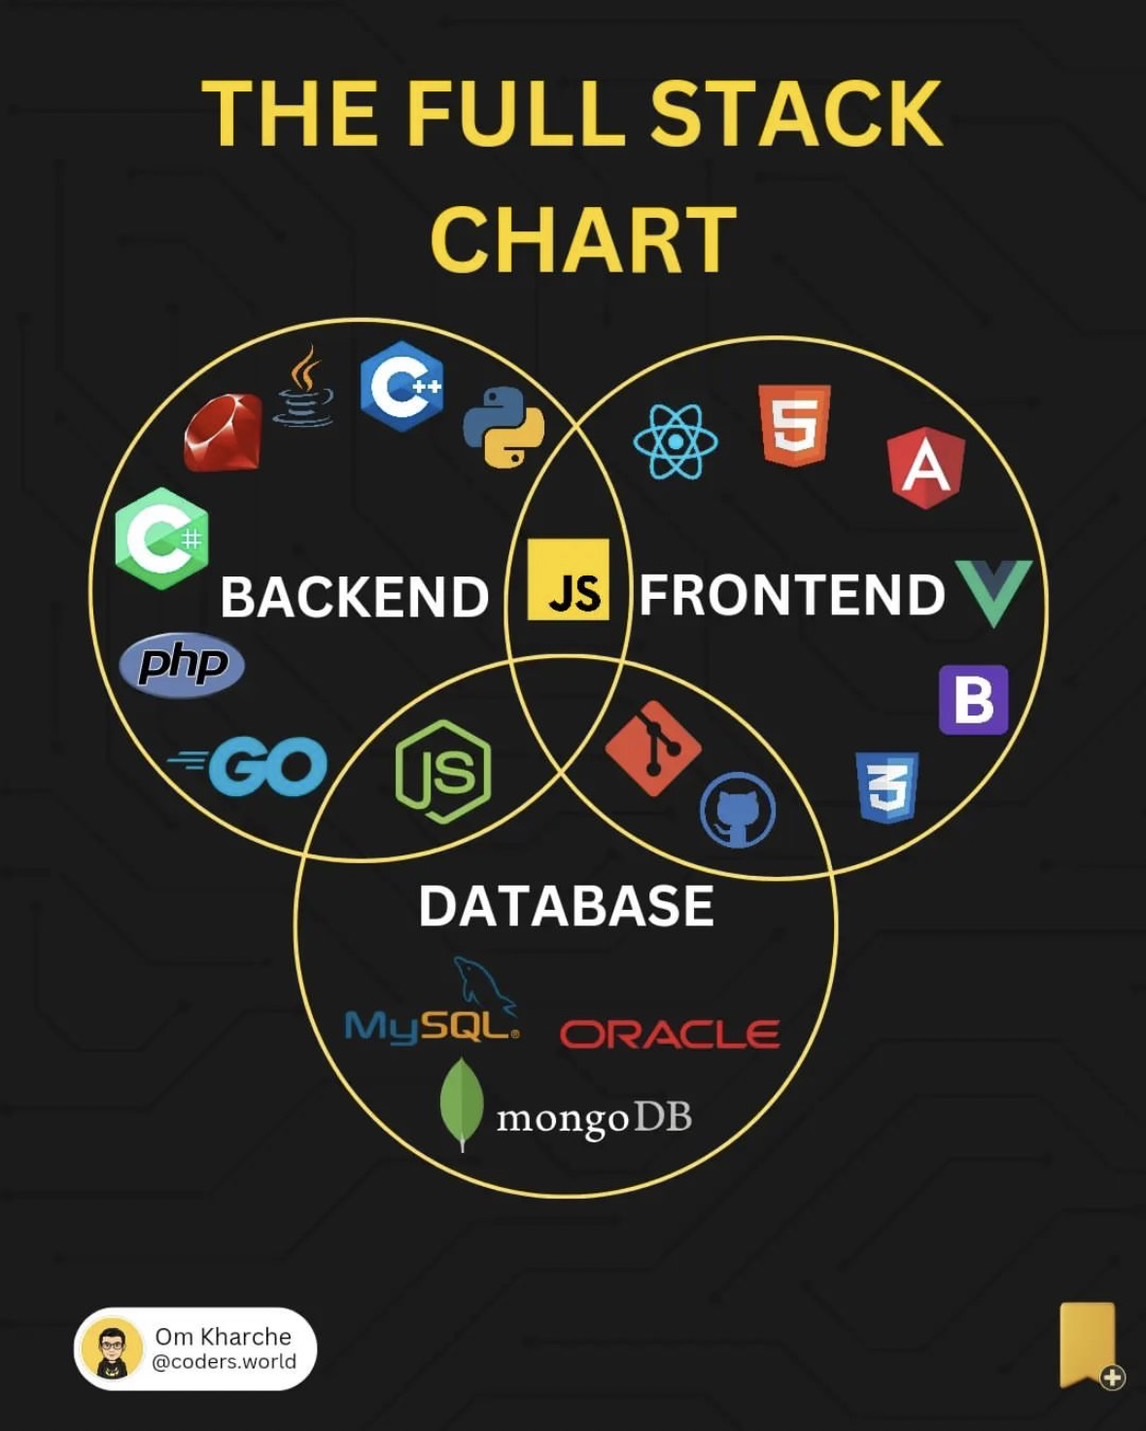 THE FULL STACK
CHART
C++
5
A
C#
BACKEND
JS
FRONTEND
php
B
GO
JS
3
DATABASE
MySQL®
ORACLE
mongoDB
Om Kharche
@coders.world